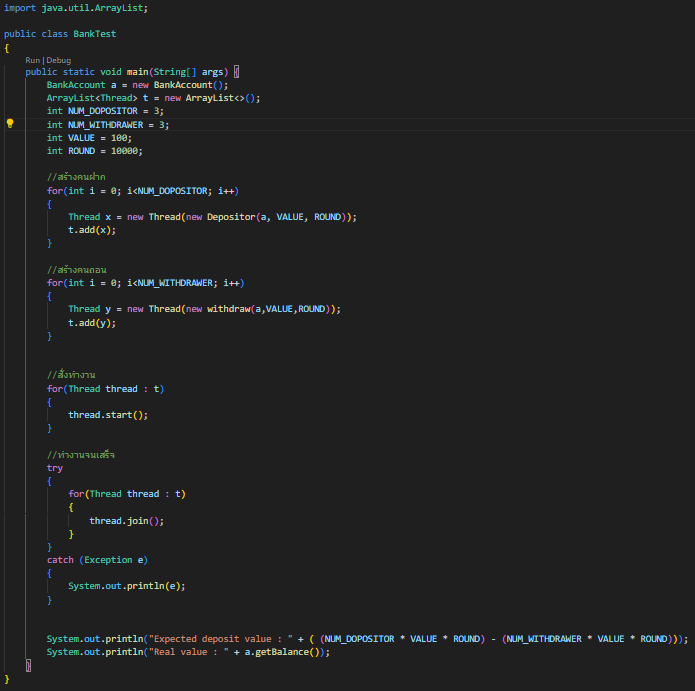 import java.util.ArrayList;
public class BankTest
{
Run | Debug
public static void main(String[] args) {
BankAccount a = new BankAccount();
ArrayList<Thread> t = new ArrayList<>();
int NUM_DOPOSITOR = 3;
int NUM_WITHDRAWER = 3;
int VALUE = 100;
int ROUND = 10000;
//สร้างคนฝาก
for(int i = 0; i<NUM_DOPOSITOR; i++)
{
Thread x = new Thread(new Depositor(a, VALUE, ROUND));
t.add(x);
}
//สร้างคนถอน
for(int i = 0; i<NUM_WITHDRAWER; i++)
{
Thread y = new Thread(new withdraw(a,VALUE,ROUND));
t.add(y);
}
//สั่งทำงาน
for(Thread thread : t)
{
thread.start();
}
//ทำงานจนเสร็จ
try
{
for(Thread thread : t)
{
thread.join();
}
}
catch (Exception e)
{
System.out.println(e);
}
System.out.println("Expected deposit value : " + ( (NUM_DOPOSITOR * VALUE * ROUND) - (NUM_WITHDRAWER * VALUE * ROUND)));
System.out.println("Real value : " + a.getBalance());
}
}